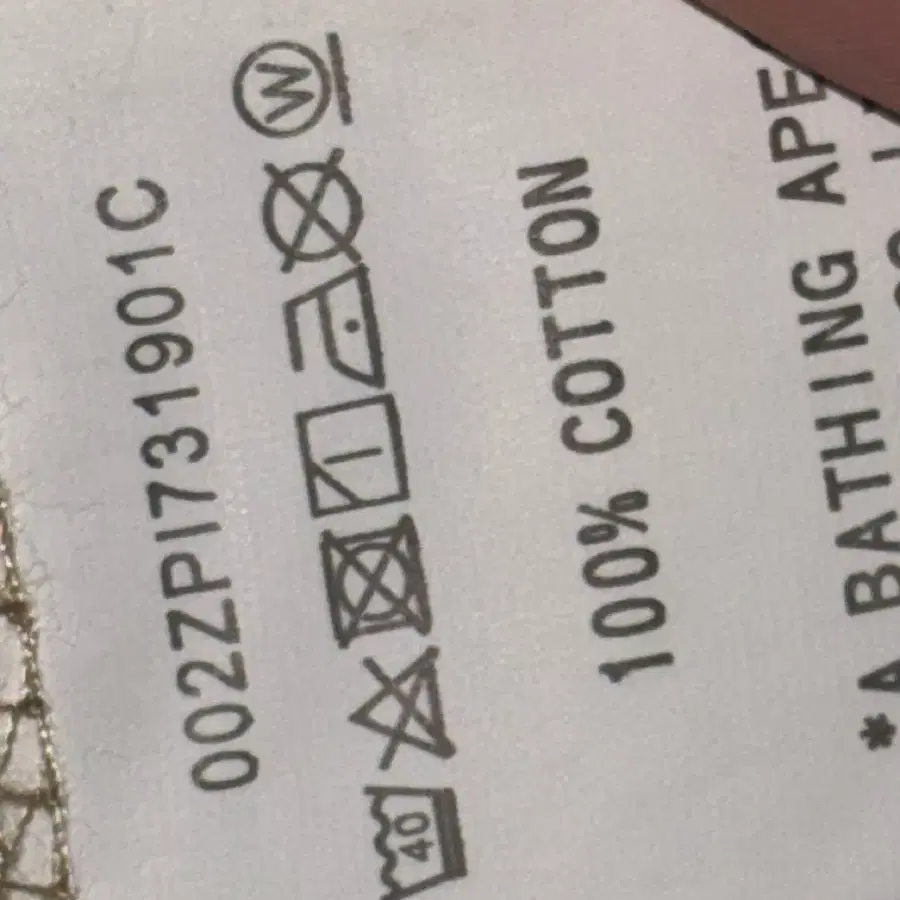 002ZPI731901C
40 W
100% COTTON
*A BATHING APE